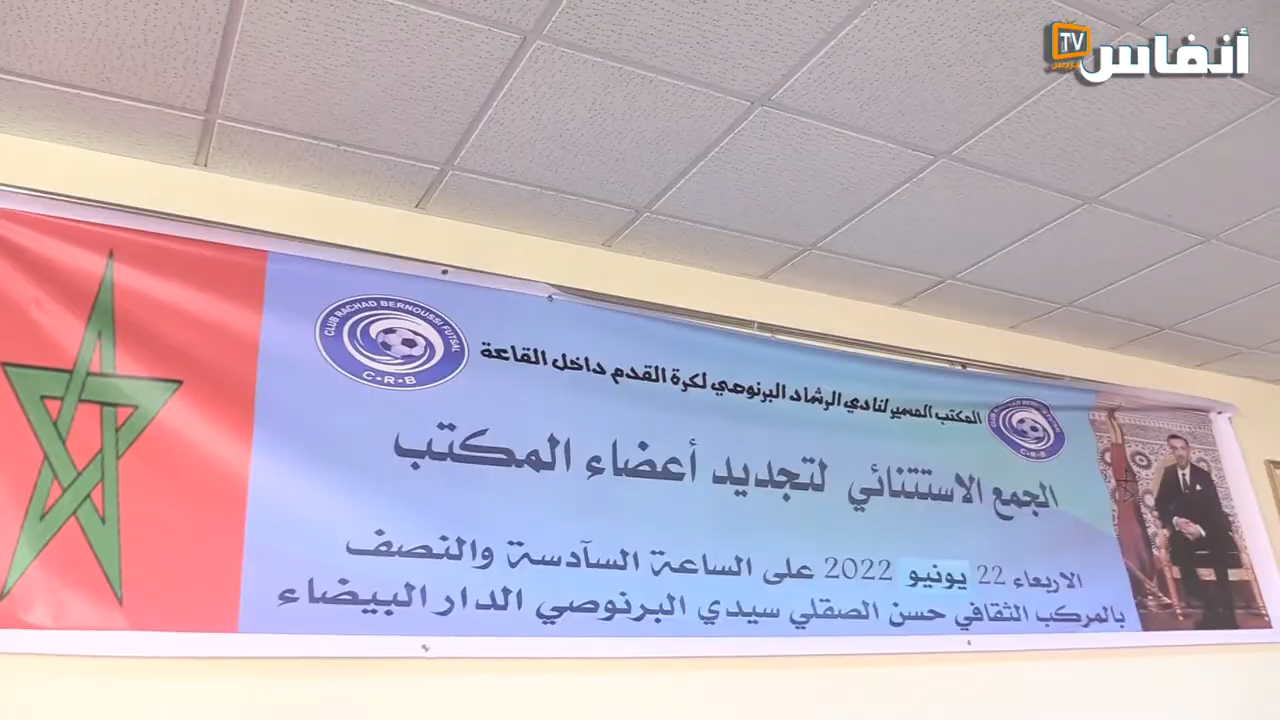 أنفاس TV
CLUB RACHAD BERNOUSSI FUTSAL
C•R•B
المكتب المسير لنادي الرشاد البرنوصي لكرة القدم داخل القاعة
C•R•B
الجمع الاستثنائي لتجديد أعضاء المكتب
الاربعاء 22 يونيو 2022 على الساعة السآدسة والنصف
بالمركب الثقافي حسن الصقلي سيدي البرنوصي الدار البيضاء